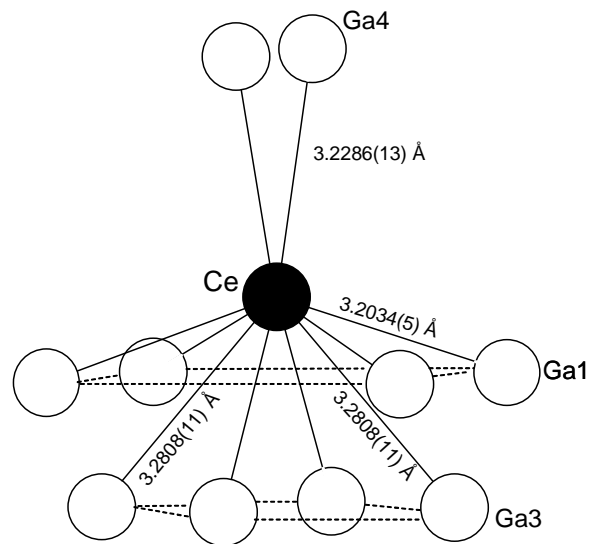 Ga4
3.2286(13) Å
Ce
3.2034(5) Å
Ga1
3.2808(11) Å
3.2808(11) Å
Ga3